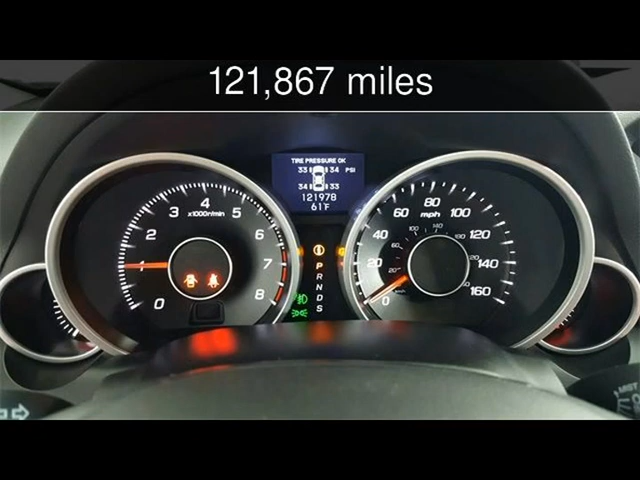 121,867 miles
TIRE PRESSURE OK
33 34 PSI
34 33
121978
61°F
0 1 2 3 4 5 6 7 8
x1000r/min
P
R
N
D
S
0 20 40 60 80 100 120 140 160
mph
MIST